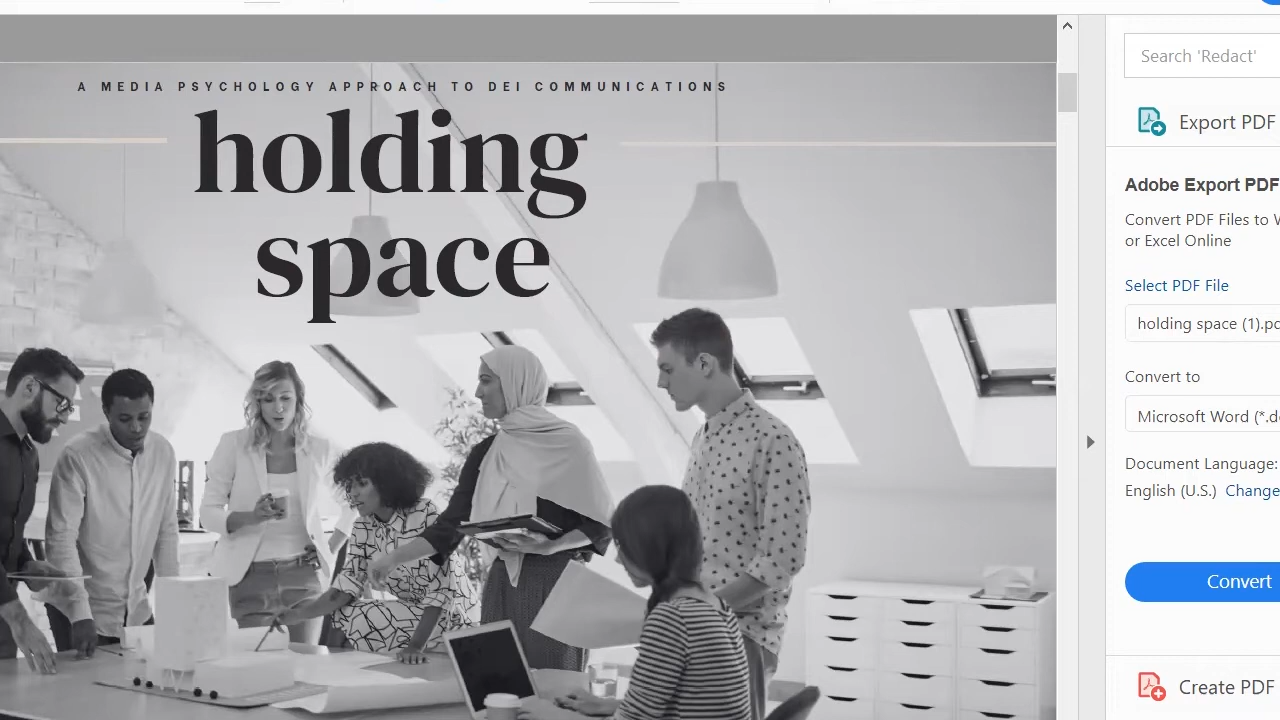 A MEDIA PSYCHOLOGY APPROACH TO DEI COMMUNICATIONS
holding
space
Search 'Redact'
Export PDF
Adobe Export PDF
Convert PDF Files to
or Excel Online
Select PDF File
holding space (1).pd
Convert to
Microsoft Word (*.d
Document Language:
English (U.S.) Change
Convert
Create PDF